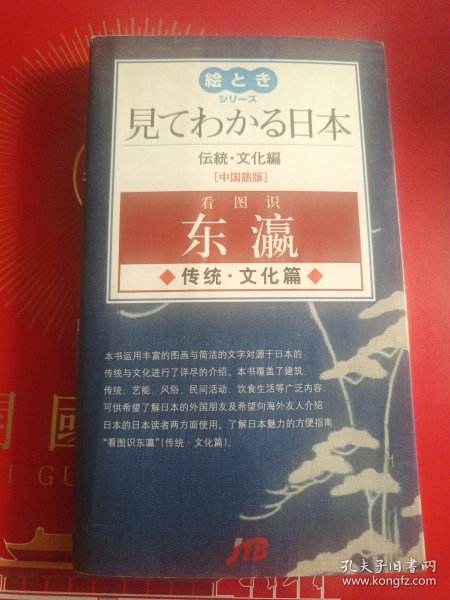 絵とき
シリーズ
見てわかる日本
伝統・文化編
[中国語版]
看图识
东瀛
◆传统·文化篇◆
本书运用丰富的图画与简洁的文字对源于日本的
传统与文化进行了详尽的介绍。本书覆盖了建筑、
传统、艺能、风俗、民间活动、饮食生活等广泛内容,
可供希望了解日本的外国朋友及希望向海外友人介绍
日本的日本读者两方面使用。了解日本魅力的方便指南
“看图识东瀛”(传统·文化篇)。
JTB
國
GU
孔夫子旧书网
www.kongfz.com